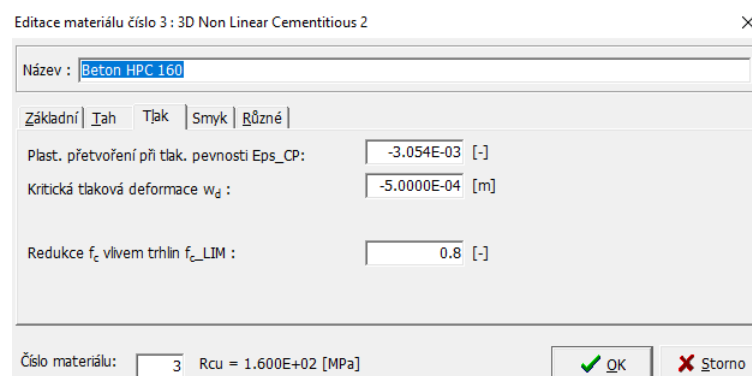 Editace materiálu číslo 3 : 3D Non Linear Cementitious 2
Název : Beton HPC 160
Základní Tah Tlak Smyk Různé
Plast. přetvoření při tlak. pevnosti Eps_CP: -3.054E-03 [-]
Kritická tlaková deformace wd : -5.0000E-04 [m]
Redukce fc vlivem trhlin fc_LIM : 0.8 [-]
Číslo materiálu: 3 Rcu = 1.600E+02 [MPa] OK Storno